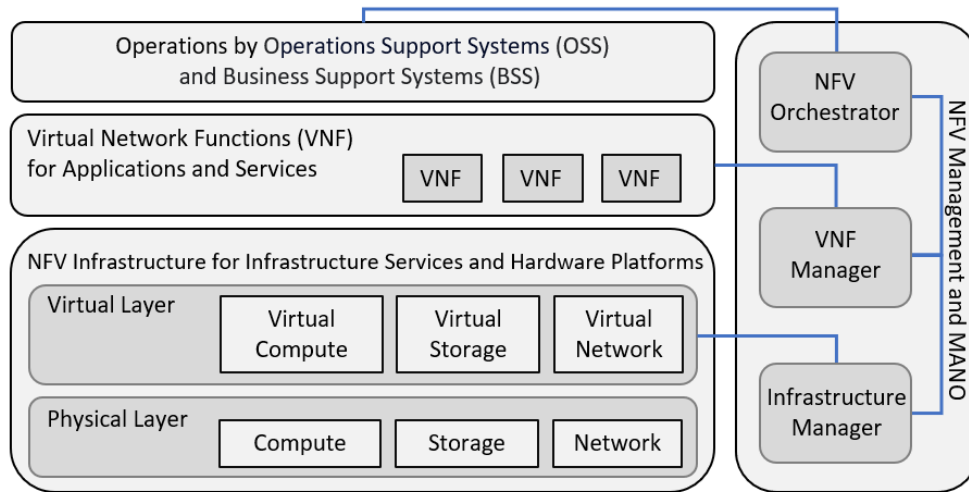 Operations by Operations Support Systems (OSS)
and Business Support Systems (BSS)
Virtual Network Functions (VNF)
for Applications and Services
VNF
VNF
VNF
NFV Infrastructure for Infrastructure Services and Hardware Platforms
Virtual Layer
Virtual
Compute
Virtual
Storage
Virtual
Network
Physical Layer
Compute
Storage
Network
NFV
Orchestrator
VNF
Manager
Infrastructure
Manager
NFV Management and MANO